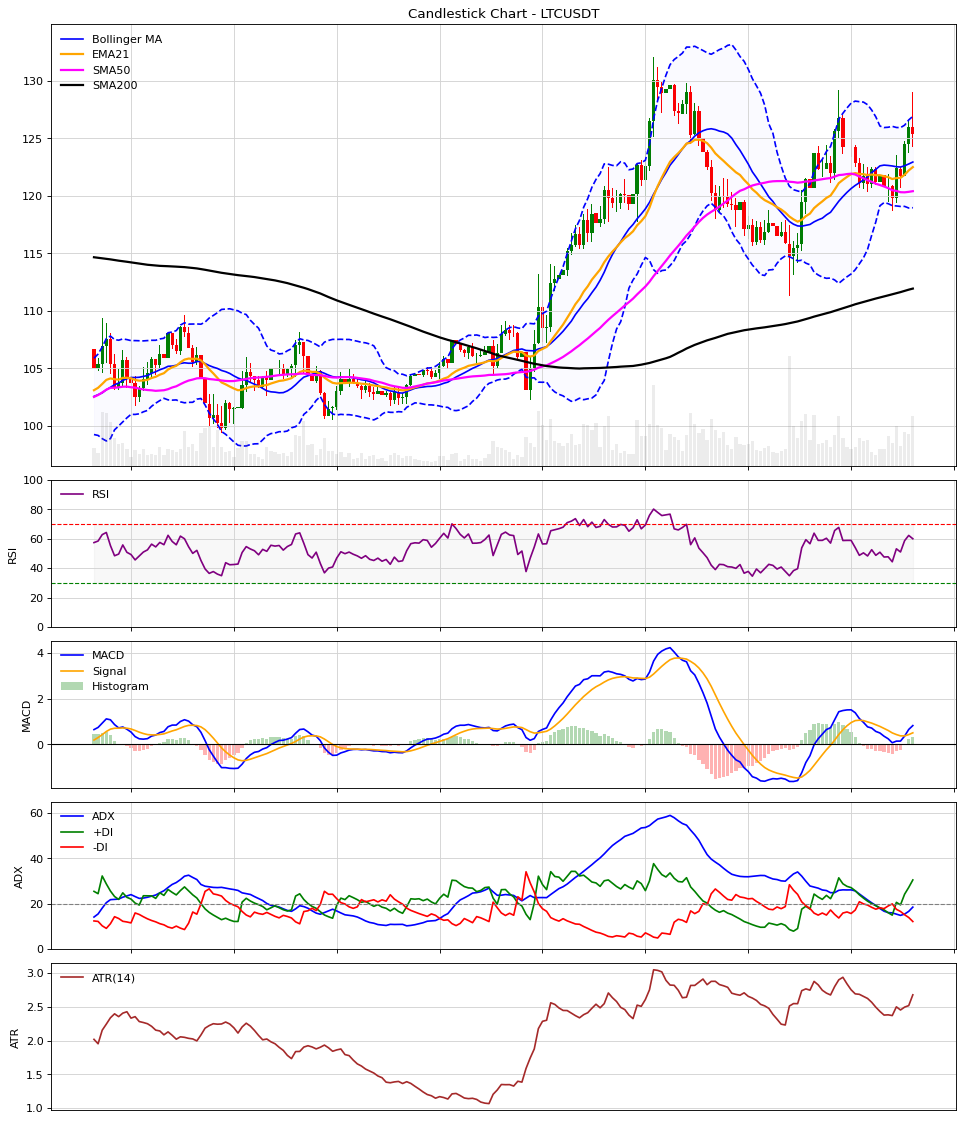 Candlestick Chart - LTCUSDT
Bollinger MA
EMA21
SMA50
SMA200
130
125
120
115
110
105
100
RSI
RSI
100
80
60
40
20
0
MACD
Signal
Histogram
MACD
4
2
0
ADX
+DI
-DI
ADX
60
40
20
0
ATR(14)
ATR
3.0
2.5
2.0
1.5
1.0